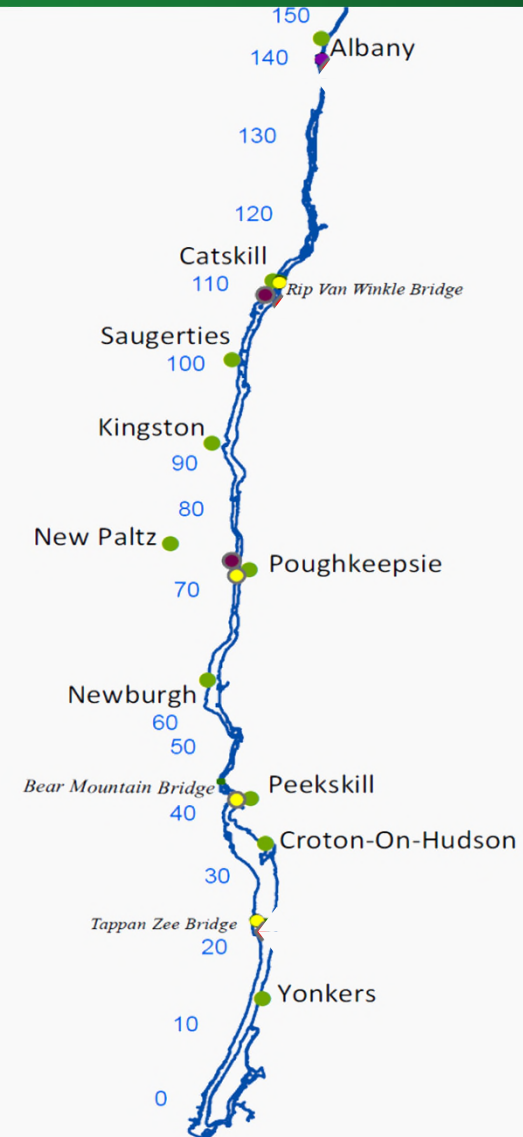 150
Albany
140
130
120
Catskill
110
Rip Van Winkle Bridge
Saugerties
100
Kingston
90
80
New Paltz
Poughkeepsie
70
Newburgh
60
50
Bear Mountain Bridge
Peekskill
40
Croton-On-Hudson
30
Tappan Zee Bridge
20
Yonkers
10
0